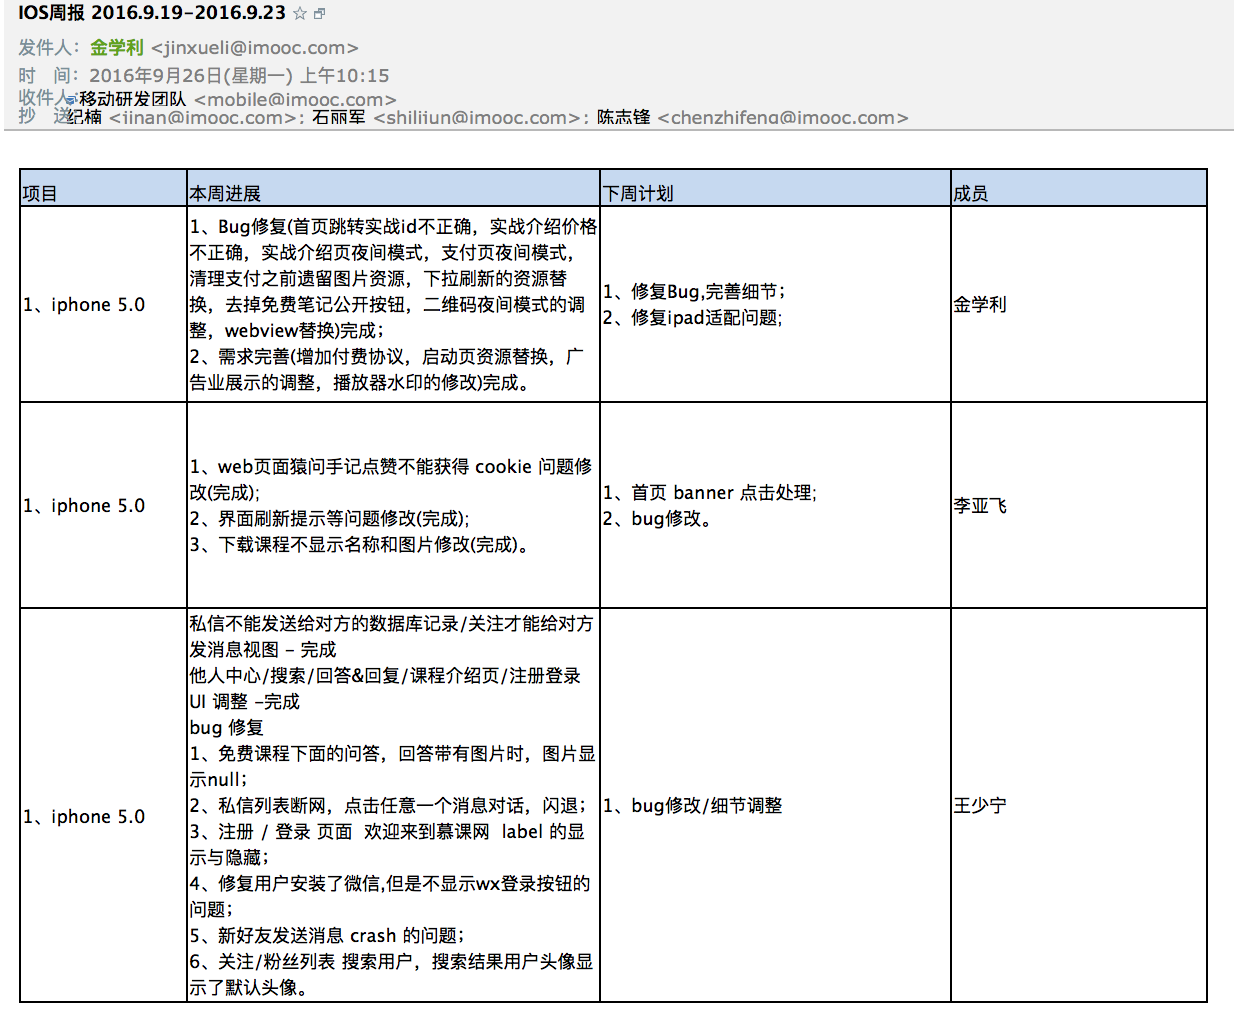 IOS周报 2016.9.19-2016.9.23
发件人：金学利 <jinxueli@imooc.com>
时 间：2016年9月26日(星期一) 上午10:15
收件人：移动研发团队 <mobile@imooc.com>
抄 送：纪楠 <jinan@imooc.com>; 石丽军 <shilijun@imooc.com>; 陈志锋 <chenzhifeng@imooc.com>
项目 本周进展 下周计划 成员
1、iphone 5.0
1、Bug修复(首页跳转实战id不正确，实战介绍价格
不正确，实战介绍页夜间模式，支付页夜间模式，
清理支付之前遗留图片资源，下拉刷新的资源替
换，去掉免费笔记公开按钮，二维码夜间模式的调
整，webview替换)完成；
2、需求完善(增加付费协议，启动页资源替换，广
告业展示的调整，播放器水印的修改)完成。
1、修复Bug,完善细节；
2、修复ipad适配问题;
金学利
1、iphone 5.0
1、web页面猿问手记点赞不能获得 cookie 问题修
改(完成);
2、界面刷新提示等问题修改(完成);
3、下载课程不显示名称和图片修改(完成)。
1、首页 banner 点击处理;
2、bug修改。
李亚飞
1、iphone 5.0
私信不能发送给对方的数据库记录/关注才能给对方
发消息视图 - 完成
他人中心/搜索/回答&回复/课程介绍页/注册登录
UI 调整 -完成
bug 修复
1、免费课程下面的问答，回答带有图片时，图片显
示null；
2、私信列表断网，点击任意一个消息对话，闪退；
3、注册 / 登录 页面 欢迎来到慕课网 label 的显
示与隐藏；
4、修复用户安装了微信,但是不显示wx登录按钮的
问题；
5、新好友发送消息 crash 的问题；
6、关注/粉丝列表 搜索用户，搜索结果用户头像显
示了默认头像。
1、bug修改/细节调整
王少宁